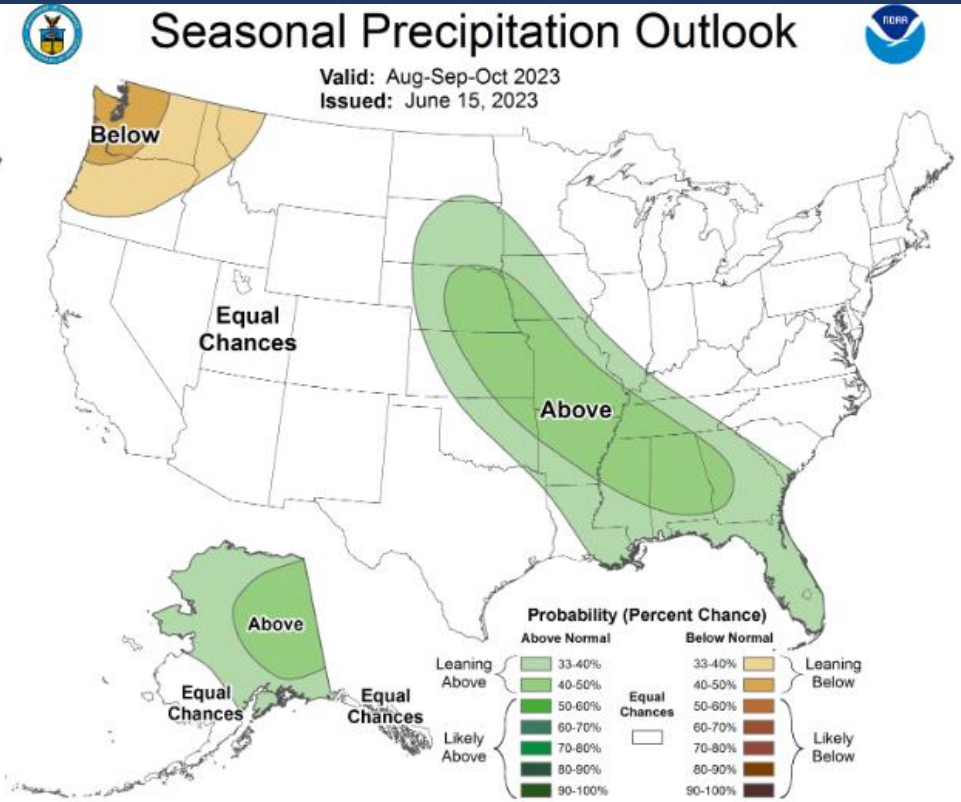 Seasonal Precipitation Outlook
NOAA
Valid: Aug-Sep-Oct 2023
Issued: June 15, 2023
Below
Equal
Chances
Above
Above
Equal
Chances
Equal
Chances
Probability (Percent Chance)
Above Normal
Below Normal
Leaning
Above
33-40%
40-50%
Likely
Above
50-60%
60-70%
70-80%
80-90%
90-100%
Equal
Chances
33-40%
40-50%
Leaning
Below
50-60%
60-70%
70-80%
80-90%
90-100%
Likely
Below